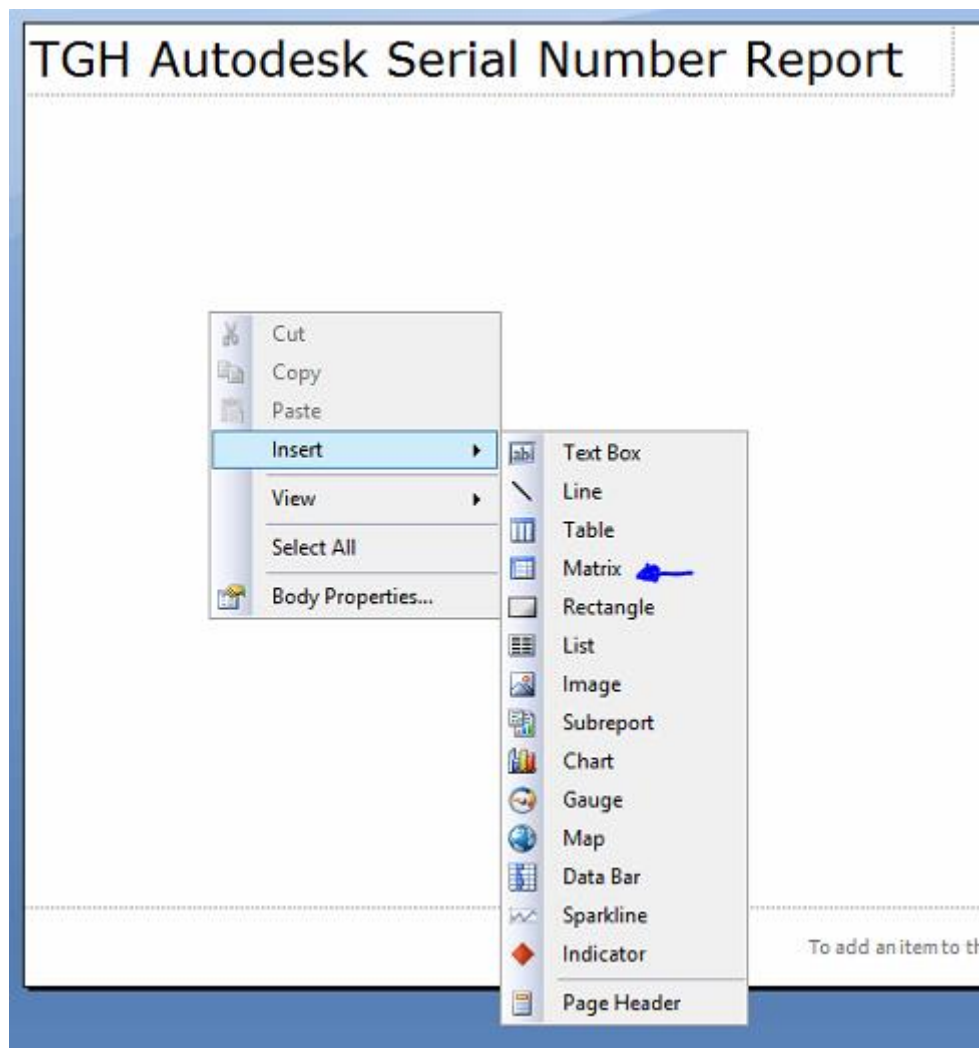 TGH Autodesk Serial Number Report
Cut
Copy
Paste
Insert
View
Select All
Body Properties...
abl
Text Box
Line
Table
Matrix
Rectangle
List
Image
Subreport
Chart
Gauge
Map
Data Bar
Sparkline
Indicator
Page Header
To add an item to th